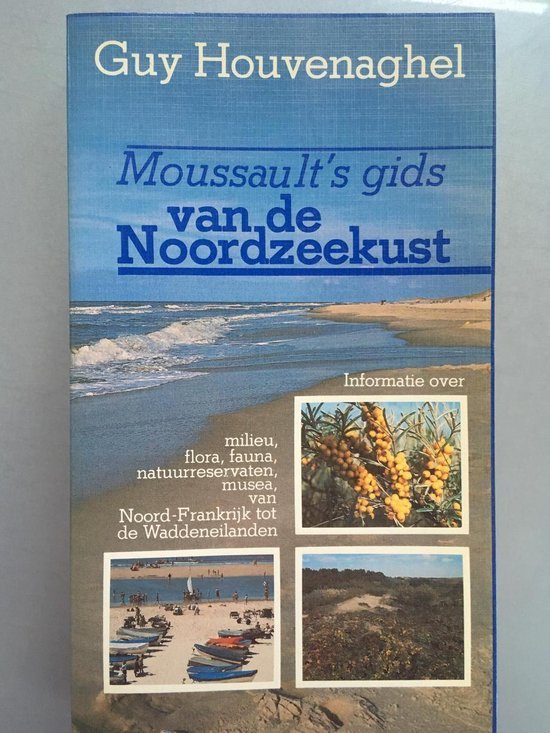 Guy Houvenaghel
Moussault's gids
van de
Noordzeekust
Informatie over
milieu,
flora, fauna,
natuurreservaten,
musea,
van
Noord-Frankrijk tot
de Waddeneilanden